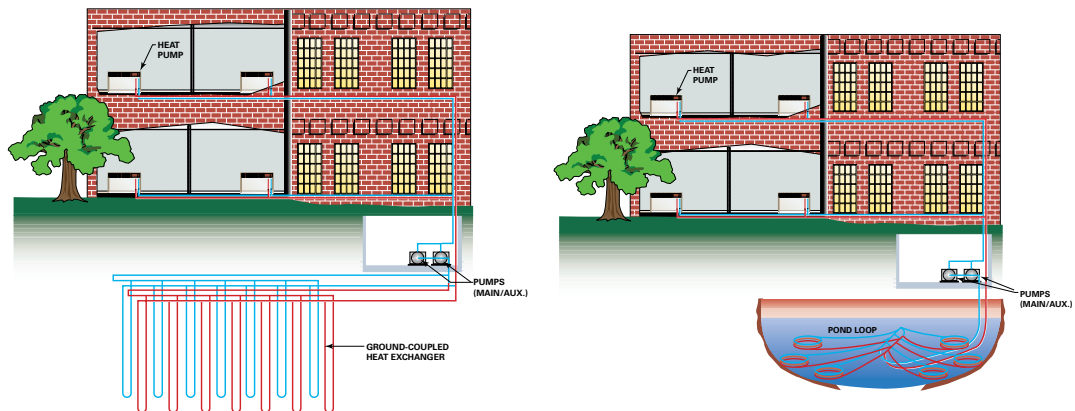 HEAT
PUMP
PUMPS
(MAIN/AUX.)
GROUND-COUPLED
HEAT EXCHANGER
HEAT
PUMP
PUMPS
(MAIN/AUX.)
POND LOOP